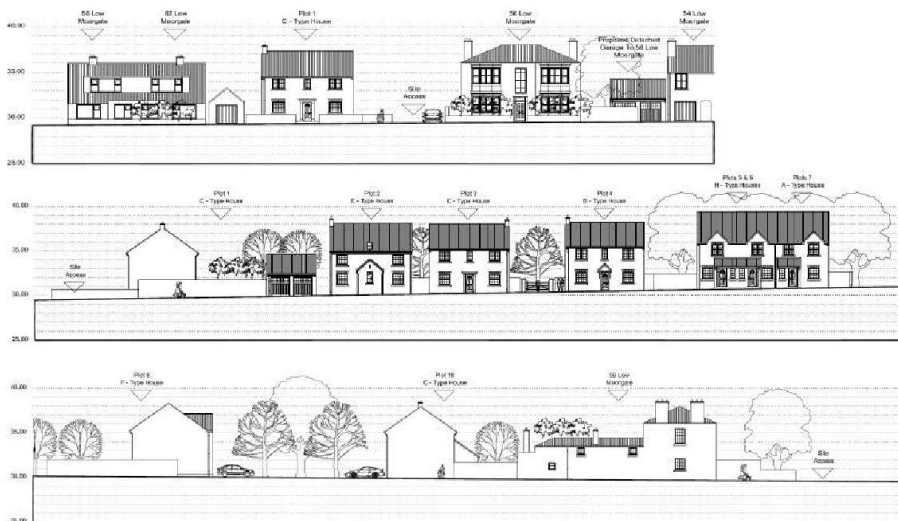 40.00
66 Low
Moorgate
62 Low
Moorgate
Plot 1
C - Type House
56 Low
Moorgate
Proposed Detached
Garage To 56 Low
Moorgate
54 Low
Moorgate
35.00
Site
Access
30.00
25.00
Plot 1
C - Type House
Plot 2
E - Type House
Plot 3
C - Type House
Plot 4
Plots 5 & 6
H - Type Houses
Plots 7
A - Type House
40.00
35.00
Site
Access
30.00
25.00
Plot 8
F - Type House
Plot 10
C - Type House
56 Low
Moorgate
40.00
35.00
Site
Access
30.00
25.00